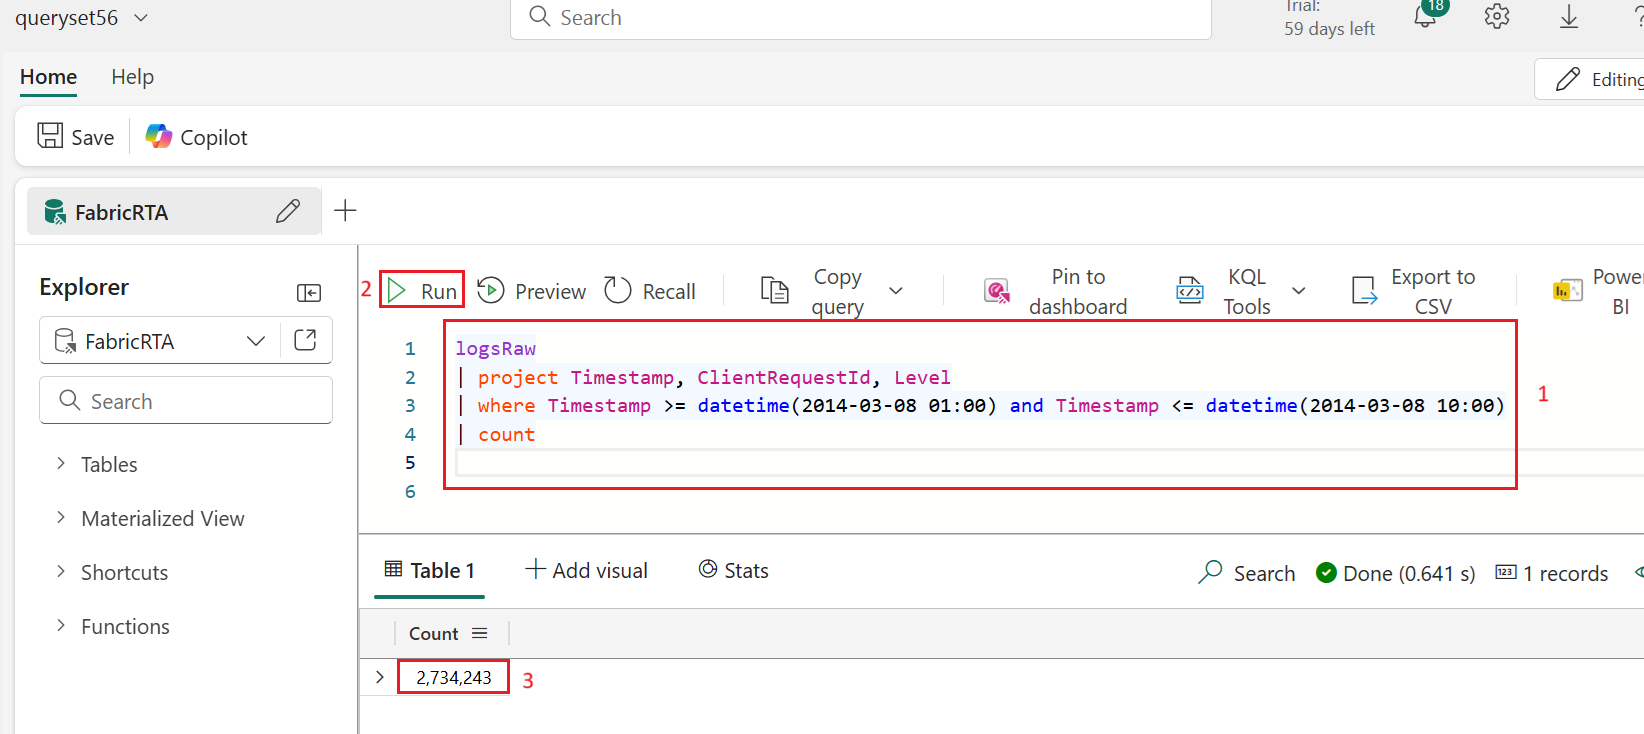 queryset56
Search
Trial:
59 days left
18
Home
Help
Editing
Save
Copilot
FabricRTA
Explorer
FabricRTA
Search
Tables
Materialized View
Shortcuts
Functions
2
Run
Preview
Recall
Copy
query
Pin to
dashboard
KQL
Tools
Export to
CSV
Power
BI
1 logsRaw
2 | project Timestamp, ClientRequestId, Level
3 | where Timestamp >= datetime(2014-03-08 01:00) and Timestamp <= datetime(2014-03-08 10:00)
4 | count
5
6
1
Table 1
Add visual
Stats
Search
Done (0.641 s)
123
1 records
Count
2,734,243
3